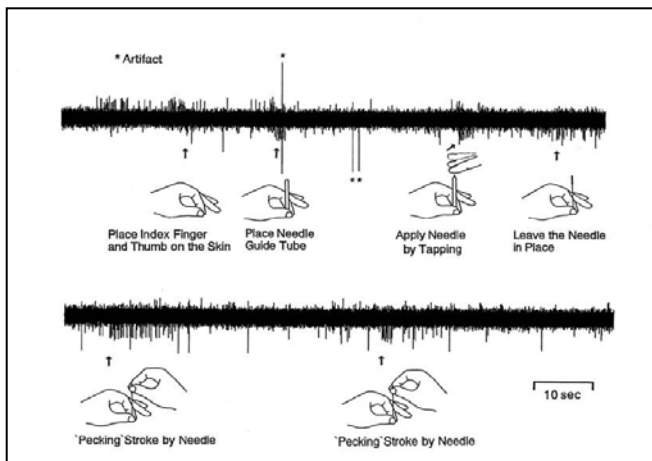 * Artifact
*
**
Place Index Finger
and Thumb on the Skin
Place Needle
Guide Tube
Apply Needle
by Tapping
Leave the Needle
in Place
10 sec
`Pecking´Stroke by Needle
`Pecking´Stroke by Needle